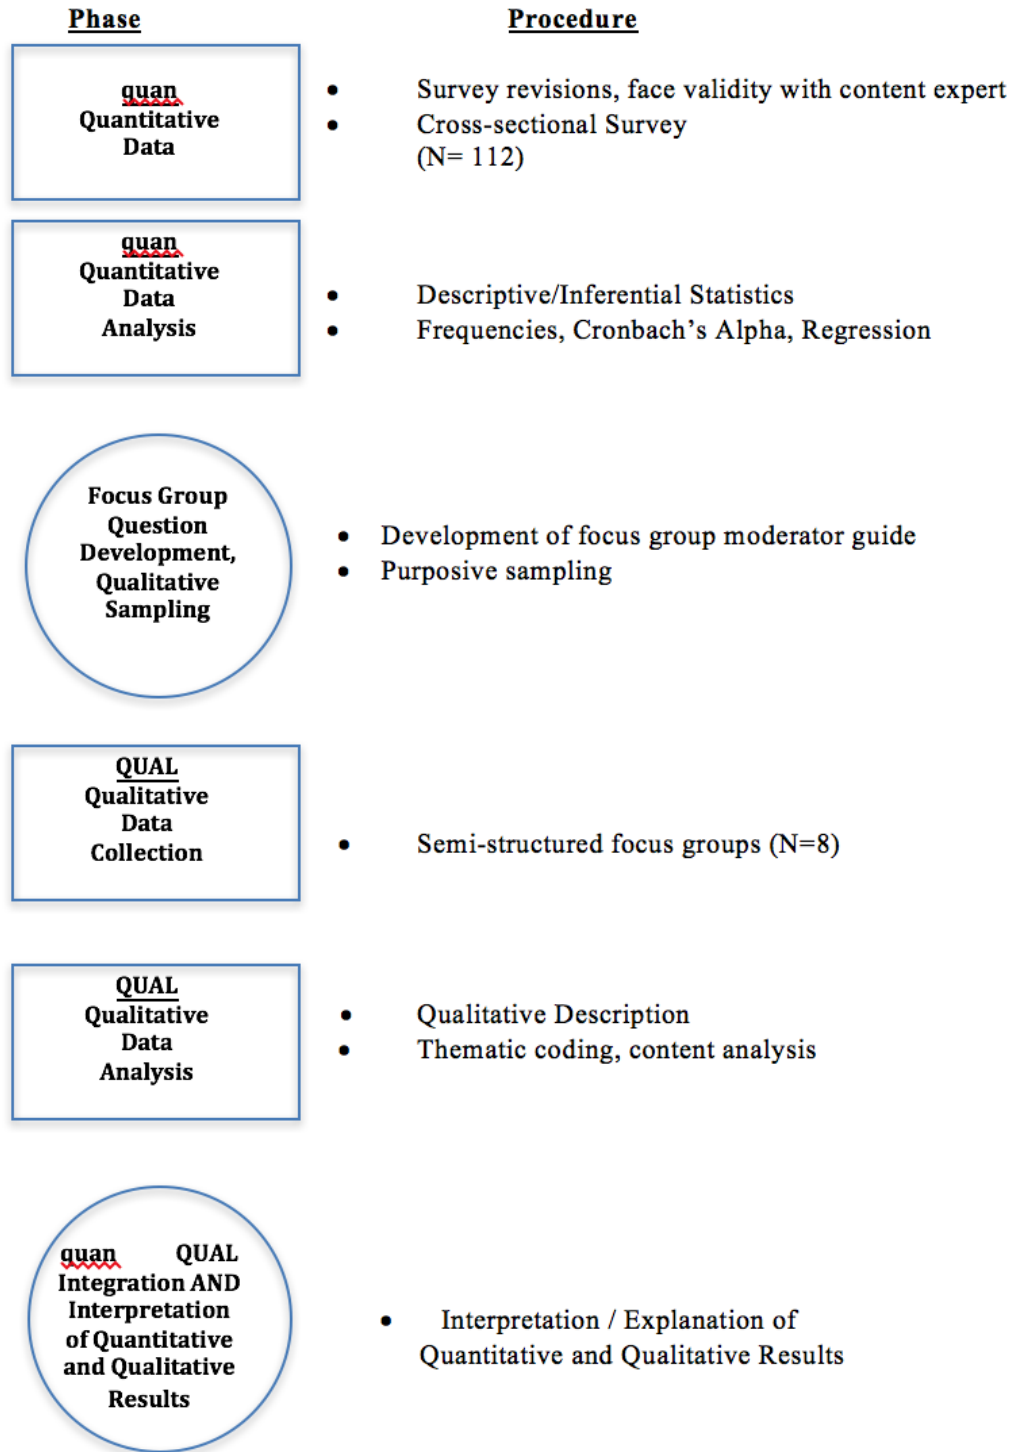 Phase
Procedure
quan
Quantitative
Data
• Survey revisions, face validity with content expert
• Cross-sectional Survey
(N= 112)
quan
Quantitative
Data
Analysis
• Descriptive/Inferential Statistics
• Frequencies, Cronbach’s Alpha, Regression
Focus Group
Question
Development,
Qualitative
Sampling
• Development of focus group moderator guide
• Purposive sampling
QUAL
Qualitative
Data
Collection
• Semi-structured focus groups (N=8)
QUAL
Qualitative
Data
Analysis
• Qualitative Description
• Thematic coding, content analysis
quan QUAL
Integration AND
Interpretation
of Quantitative
and Qualitative
Results
• Interpretation / Explanation of
Quantitative and Qualitative Results